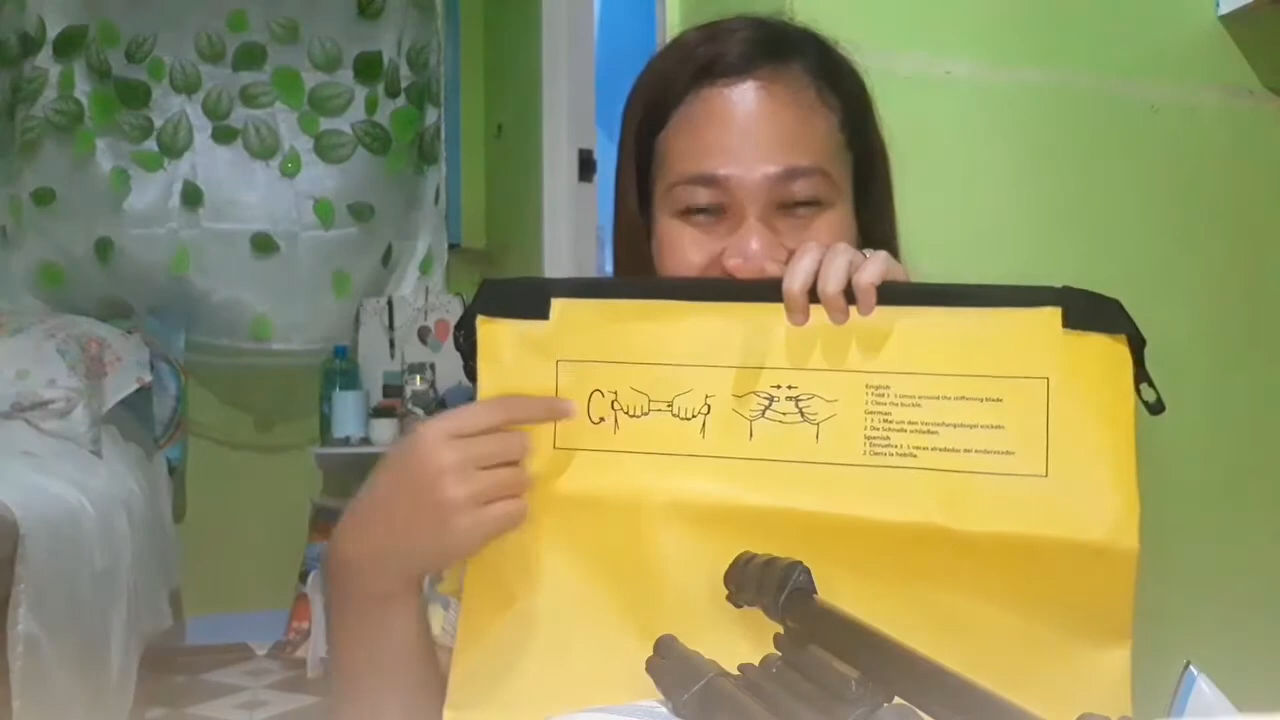 English
1 Fold 3 - 5 times around the stiffening blade
2 Close the buckle.
German
1 3 - 5 Mal um den Versteifungsbügel wickeln.
2 Die Schnalle schließen.
Spanish
1 Envuelva 3 - 5 veces alrededor del endurecedor
2 Cierra la hebilla.